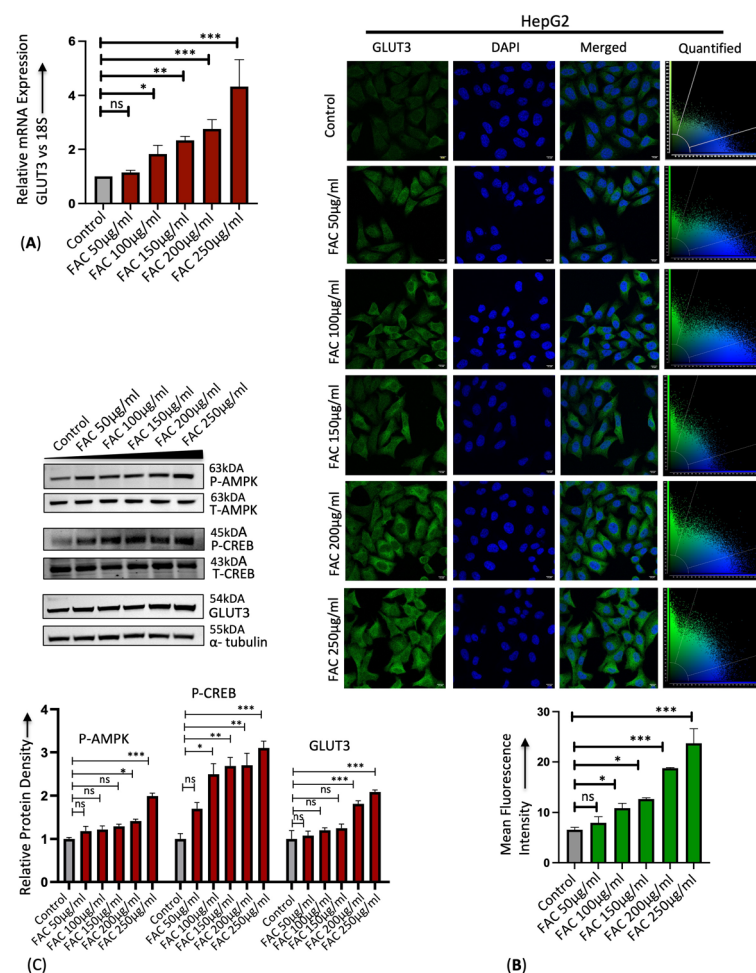 Relative mRNA Expression
GLUT3 vs 18S
6
4
2
0
ns
*
**
***
***
Control
FAC 50µg/ml
FAC 100µg/ml
FAC 150µg/ml
FAC 200µg/ml
FAC 250µg/ml
(A)
HepG2
GLUT3 DAPI Merged Quantified
Control
FAC 50µg/ml
FAC 100µg/ml
FAC 150µg/ml
FAC 200µg/ml
FAC 250µg/ml
Control
FAC 50µg/ml
FAC 100µg/ml
FAC 150µg/ml
FAC 200µg/ml
FAC 250µg/ml
63kDA
P-AMPK
63kDA
T-AMPK
45kDA
P-CREB
43kDA
T-CREB
54kDA
GLUT3
55kDA
α- tubulin
Relative Protein Density
5
4
3
2
1
0
P-AMPK
ns
ns
ns
*
***
P-CREB
ns
*
**
**
***
GLUT3
ns
ns
ns
***
***
Control
FAC 50µg/ml
FAC 100µg/ml
FAC 150µg/ml
FAC 200µg/ml
FAC 250µg/ml
Control
FAC 50µg/ml
FAC 100µg/ml
FAC 150µg/ml
FAC 200µg/ml
FAC 250µg/ml
Control
FAC 50µg/ml
FAC 100µg/ml
FAC 150µg/ml
FAC 200µg/ml
FAC 250µg/ml
(C)
Mean Fluorescence
Intensity
30
20
10
0
ns
*
*
***
***
Control
FAC 50µg/ml
FAC 100µg/ml
FAC 150µg/ml
FAC 200µg/ml
FAC 250µg/ml
(B)